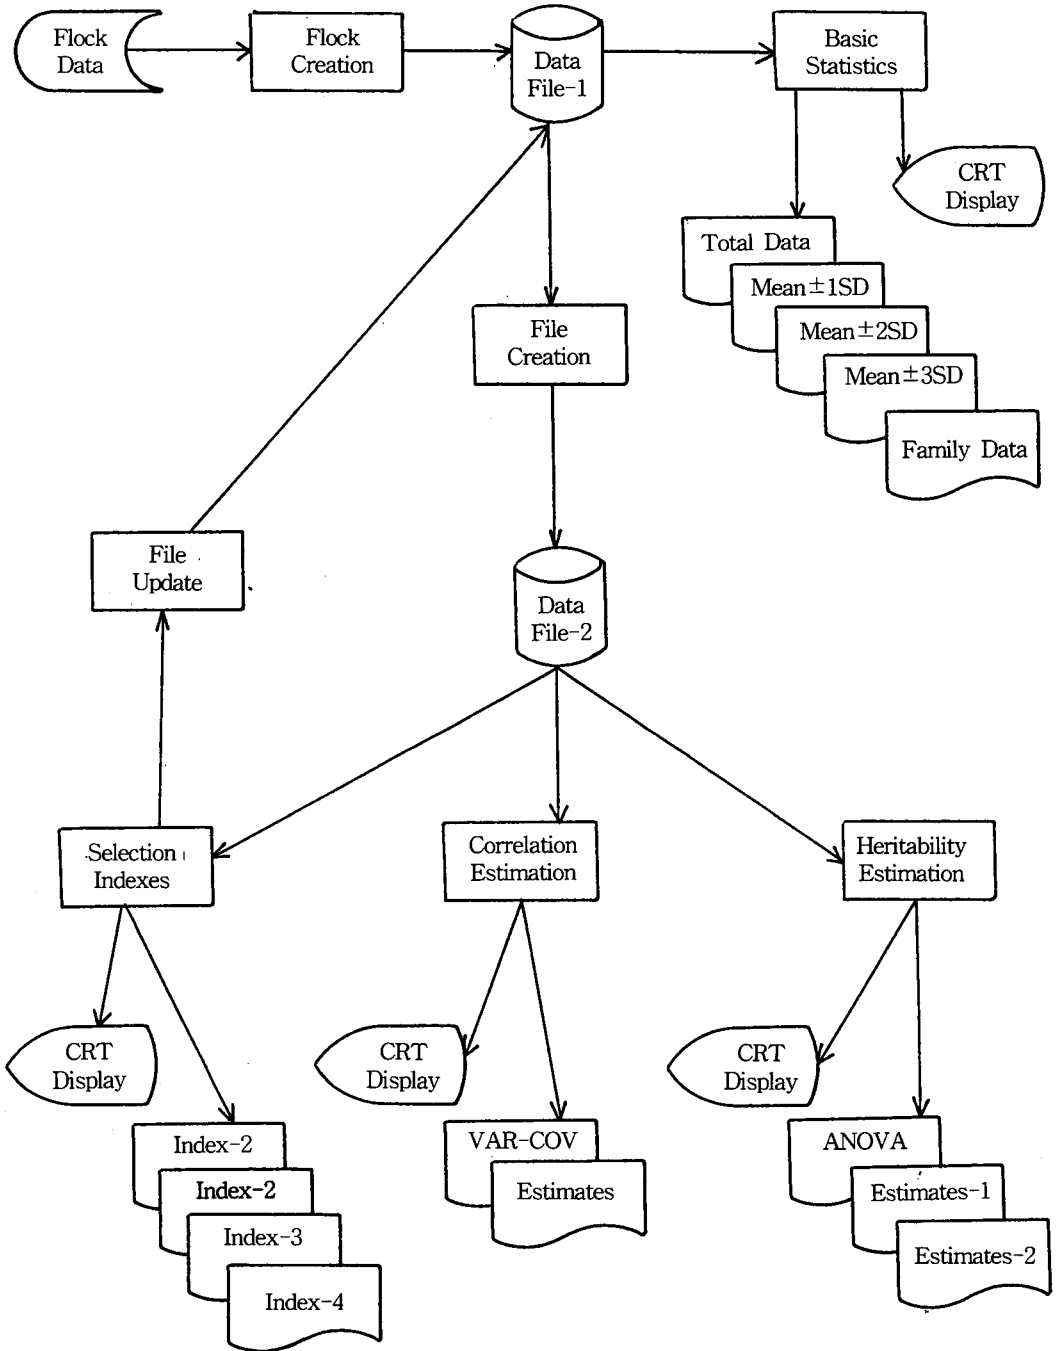 Flock
Data
Flock
Creation
Data
File-1
Basic
Statistics
CRT
Display
Total Data
Mean±1SD
Mean±2SD
Mean±3SD
Family Data
File
Creation
File
Update
Data
File-2
Selection
Indexes
Correlation
Estimation
Heritability
Estimation
CRT
Display
CRT
Display
CRT
Display
Index-2
Index-2
Index-3
Index-4
VAR-COV
Estimates
ANOVA
Estimates-1
Estimates-2